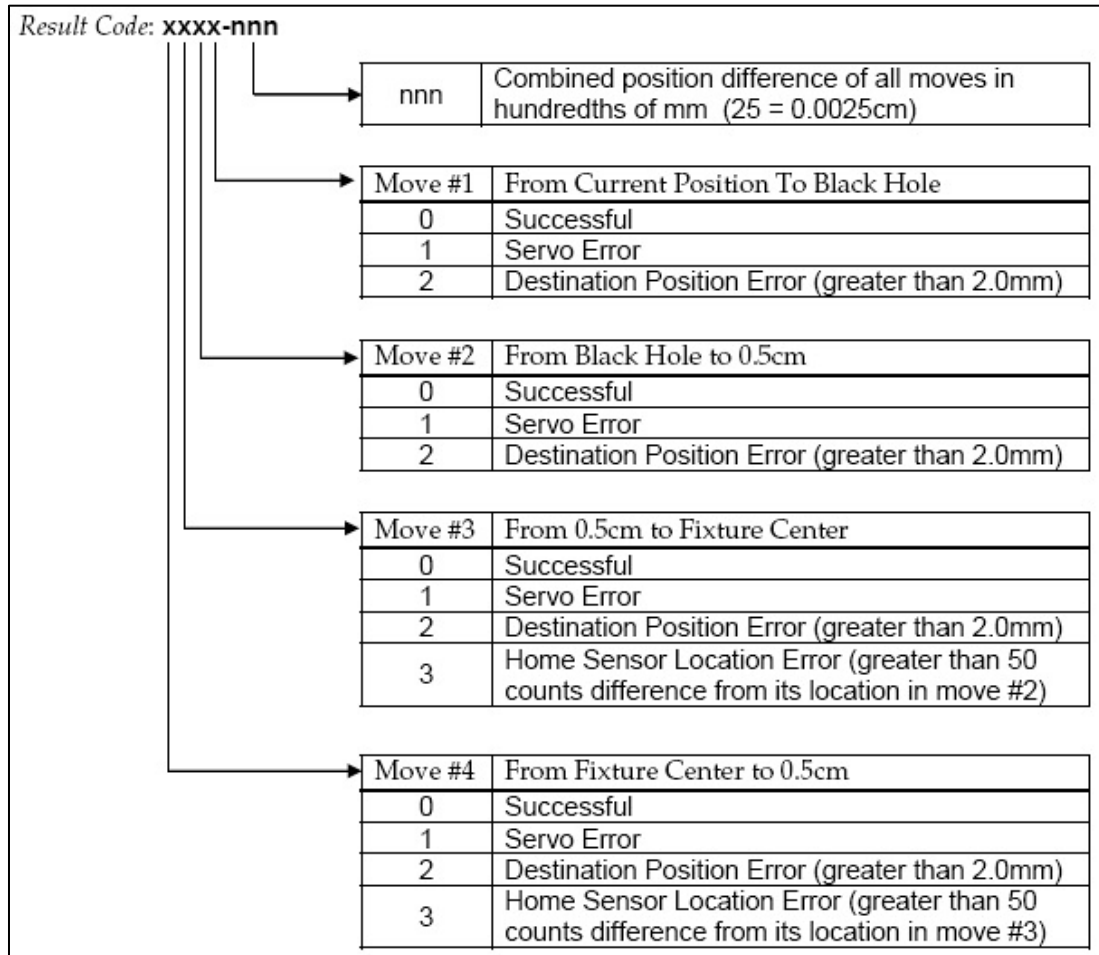 Result Code: xxxx-nnn
nnn Combined position difference of all moves in
hundredths of mm (25 = 0.0025cm)
Move #1 From Current Position To Black Hole
0 Successful
1 Servo Error
2 Destination Position Error (greater than 2.0mm)
Move #2 From Black Hole to 0.5cm
0 Successful
1 Servo Error
2 Destination Position Error (greater than 2.0mm)
Move #3 From 0.5cm to Fixture Center
0 Successful
1 Servo Error
2 Destination Position Error (greater than 2.0mm)
3 Home Sensor Location Error (greater than 50
counts difference from its location in move #2)
Move #4 From Fixture Center to 0.5cm
0 Successful
1 Servo Error
2 Destination Position Error (greater than 2.0mm)
3 Home Sensor Location Error (greater than 50
counts difference from its location in move #3)